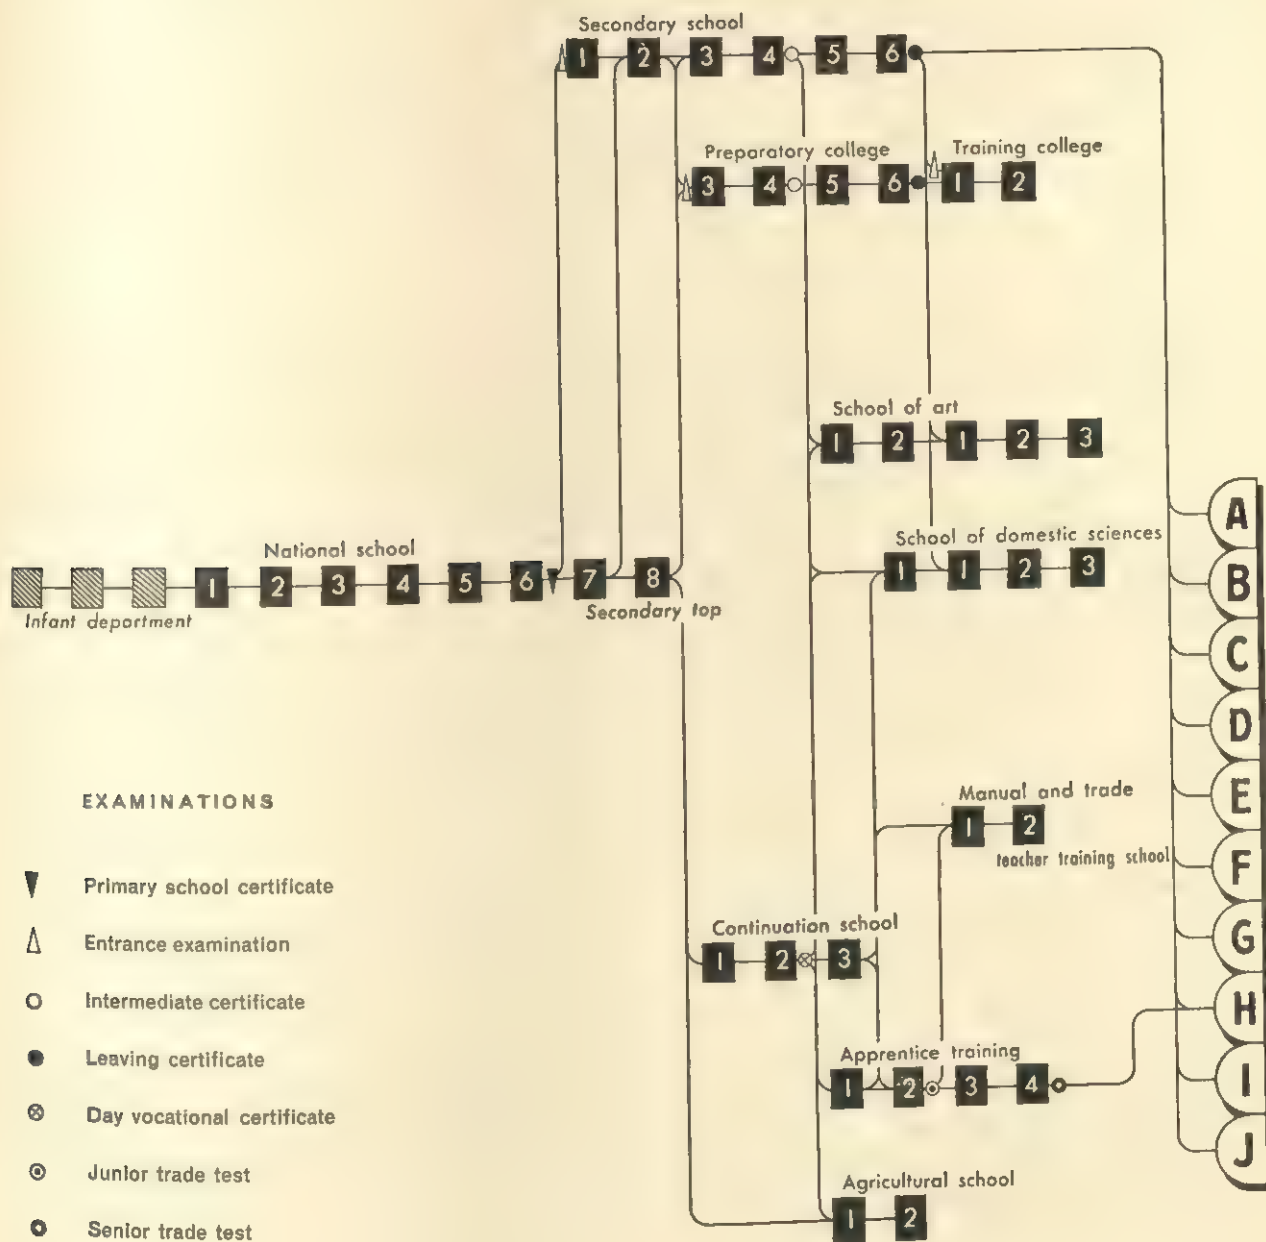 Secondary school
1 2 3 4 5 6
Preparatory college
3 4 5 6
Training college
1 2
School of art
1 2 1 2 3
School of domestic sciences
1 1 2 3
National school
1 2 3 4 5 6 7 8
Infant department
Secondary top
Manual and trade
1 2
teacher training school
Continuation school
1 2 3
Apprentice training
1 2 3 4
Agricultural school
1 2
A
B
C
D
E
F
G
H
I
J
EXAMINATIONS
Primary school certificate
Entrance examination
Intermediate certificate
Leaving certificate
Day vocational certificate
Junior trade test
Senior trade test